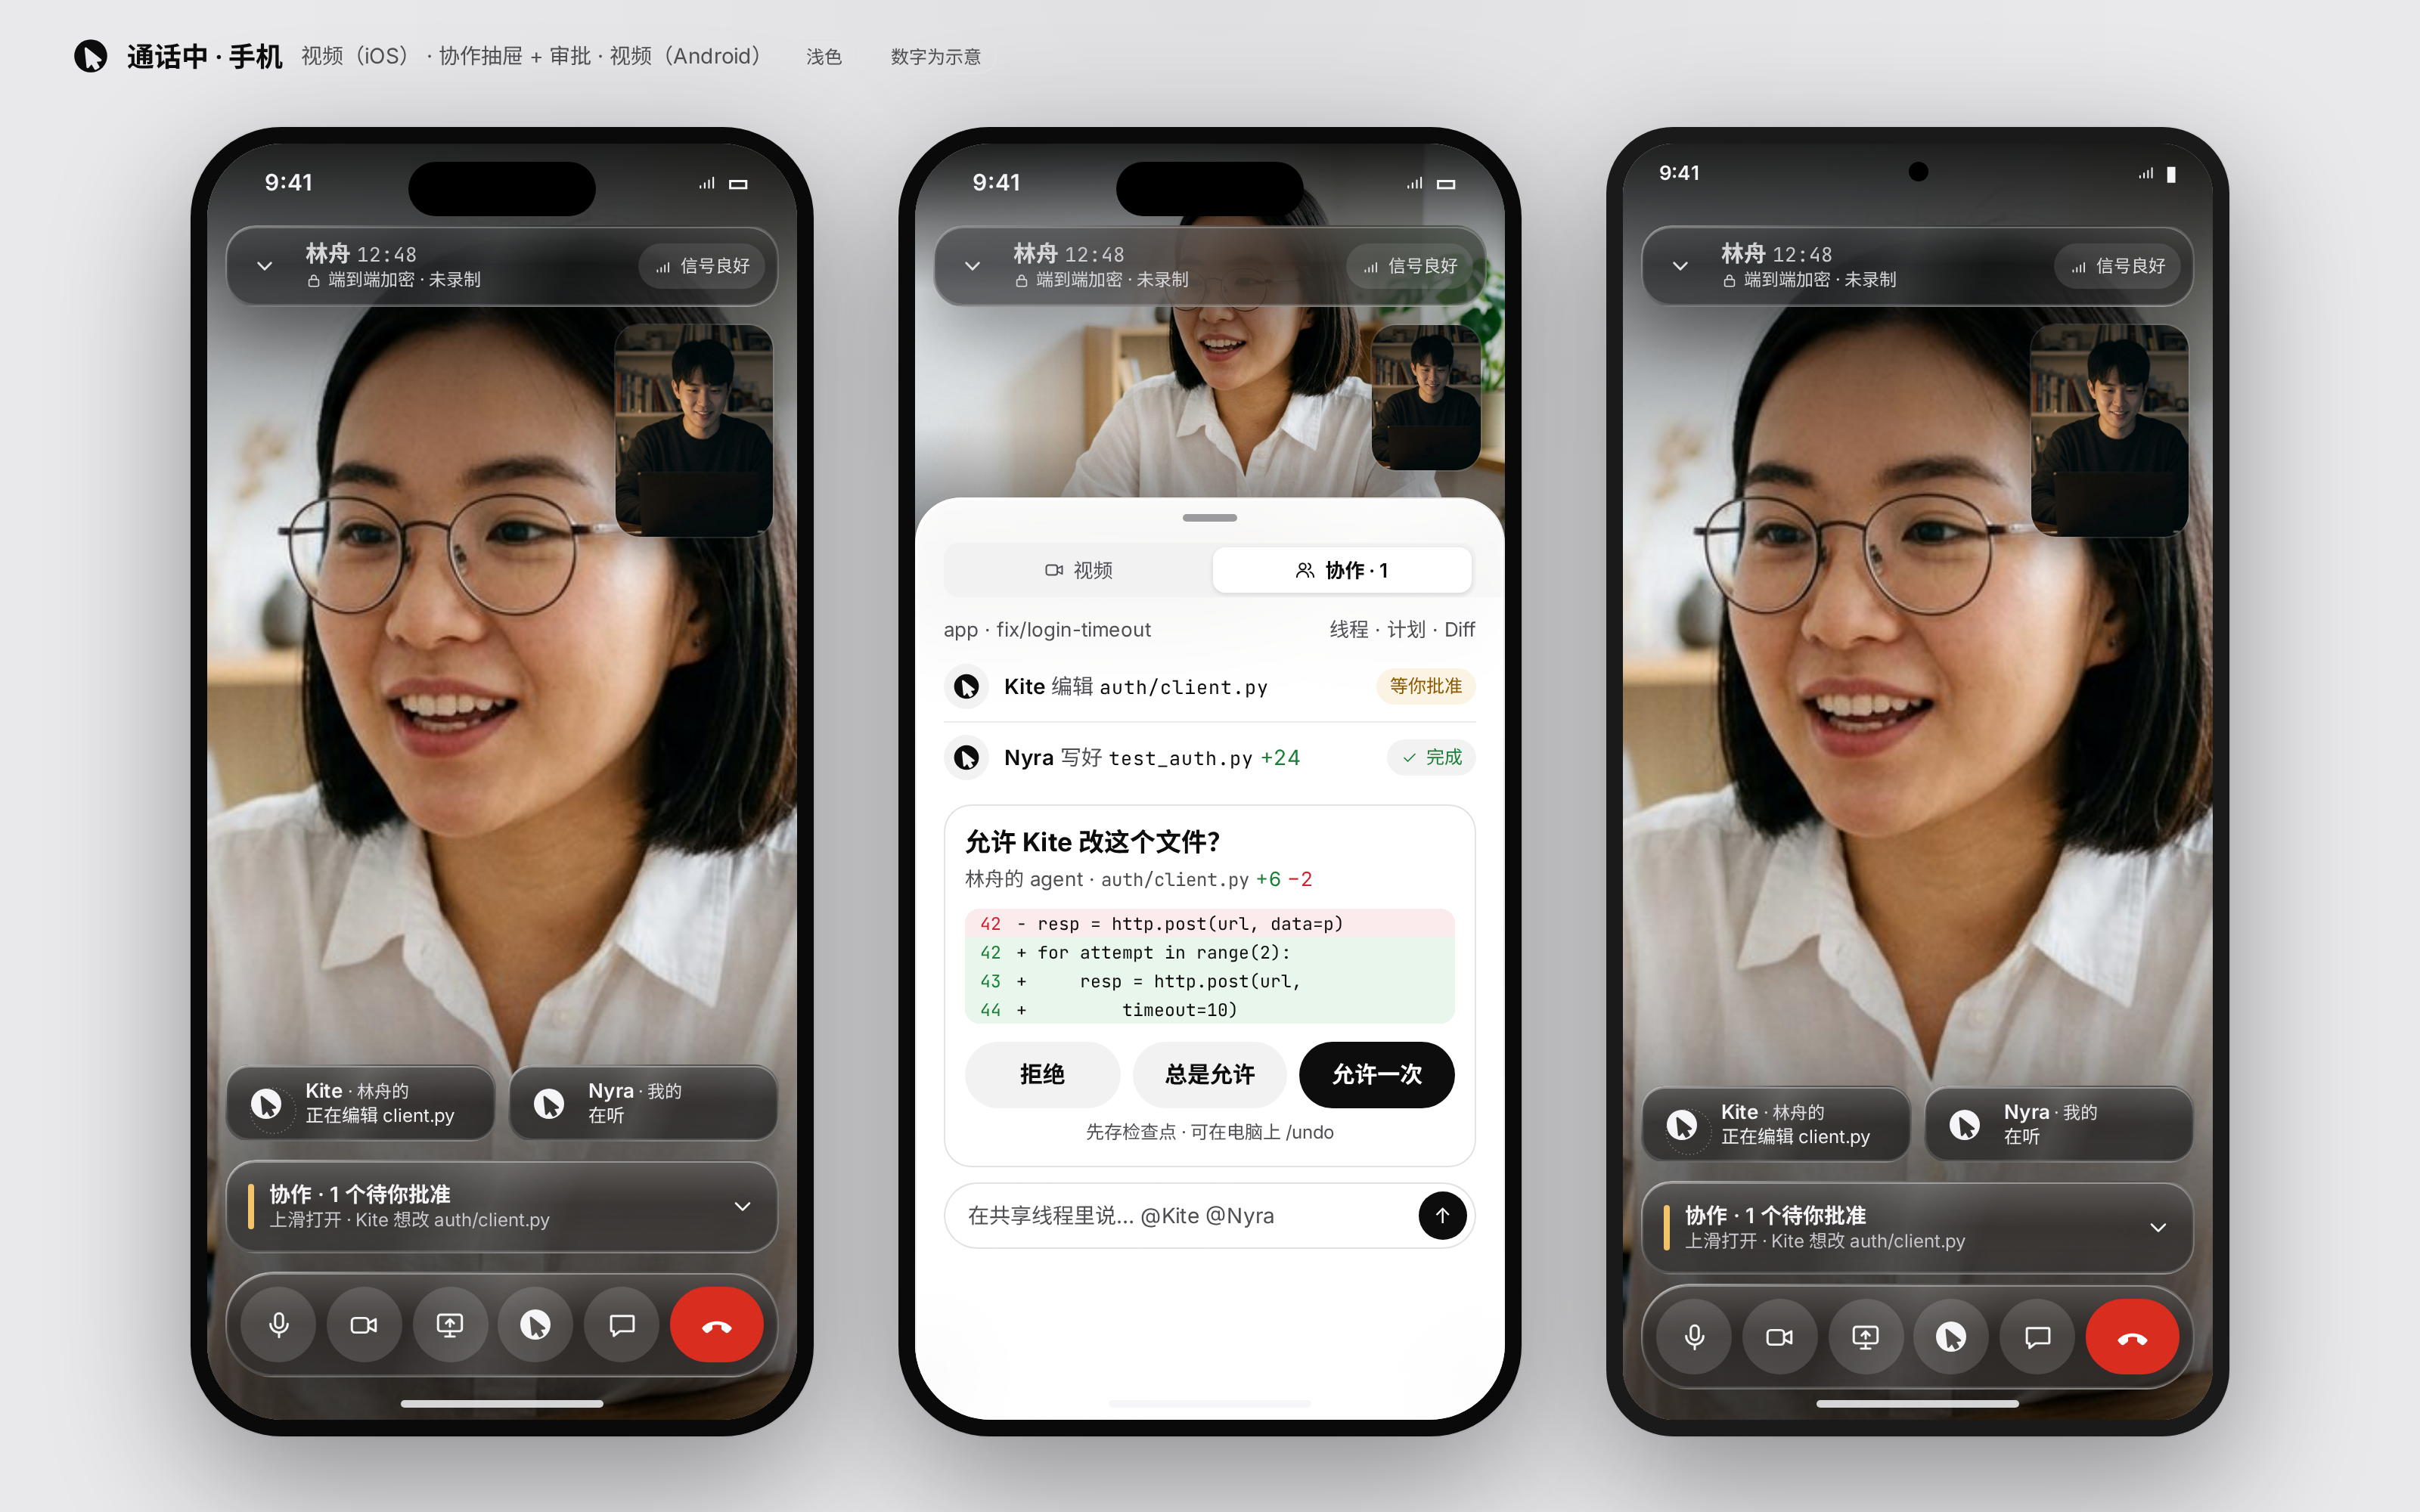 通话中 · 手机 视频（iOS） · 协作抽屉 + 审批 · 视频（Android） 浅色 数字为示意
9:41
林舟 12:48
端到端加密 · 未录制
信号良好
Kite · 林舟的
正在编辑 client.py
Nyra · 我的
在听
协作 · 1 个待你批准
上滑打开 · Kite 想改 auth/client.py
9:41
林舟 12:48
端到端加密 · 未录制
信号良好
视频
协作 · 1
app · fix/login-timeout
线程 · 计划 · Diff
Kite 编辑 auth/client.py
等你批准
Nyra 写好 test_auth.py +24
完成
允许 Kite 改这个文件？
林舟的 agent · auth/client.py +6 −2
42 - resp = http.post(url, data=p)
42 + for attempt in range(2):
43 +     resp = http.post(url,
44 +         timeout=10)
拒绝
总是允许
允许一次
先存检查点 · 可在电脑上 /undo
在共享线程里说... @Kite @Nyra
9:41
林舟 12:48
端到端加密 · 未录制
信号良好
Kite · 林舟的
正在编辑 client.py
Nyra · 我的
在听
协作 · 1 个待你批准
上滑打开 · Kite 想改 auth/client.py